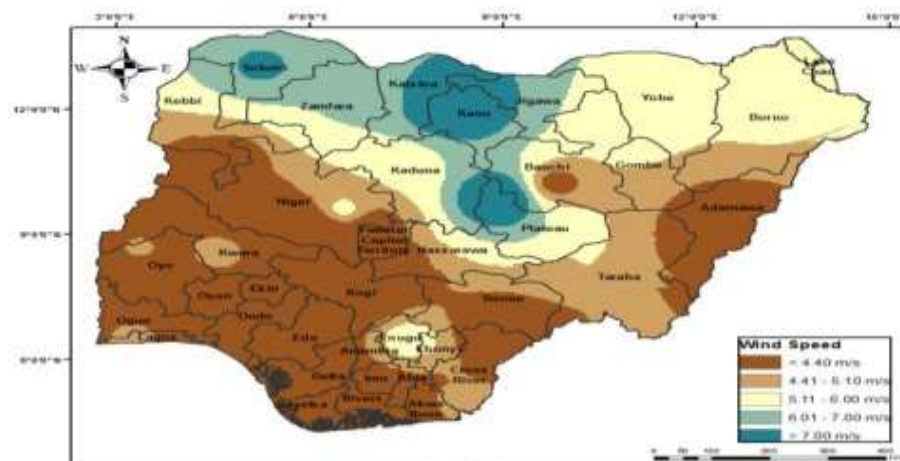 N
W E
S
Sokoto
Katsina
Kebbi
Zamfara
Kano
Jigawa
Yobe
Borno
Kaduna
Bauchi
Gombe
Niger
Adamawa
Federal
Capital
Plateau
Nassarawa
Kwara
Oyo
Taraba
Osun
Ekiti
Kogi
Benue
Ogun
Ondo
Lagos
Edo
Enugu
Anambra
Ebonyi
Cross
River
Delta
Imo
Abia
Bayelsa
Rivers
Akwa
Ibom
Wind Speed
< 4.40 m/s
4.41 - 5.10 m/s
5.11 - 6.00 m/s
6.01 - 7.00 m/s
> 7.00 m/s